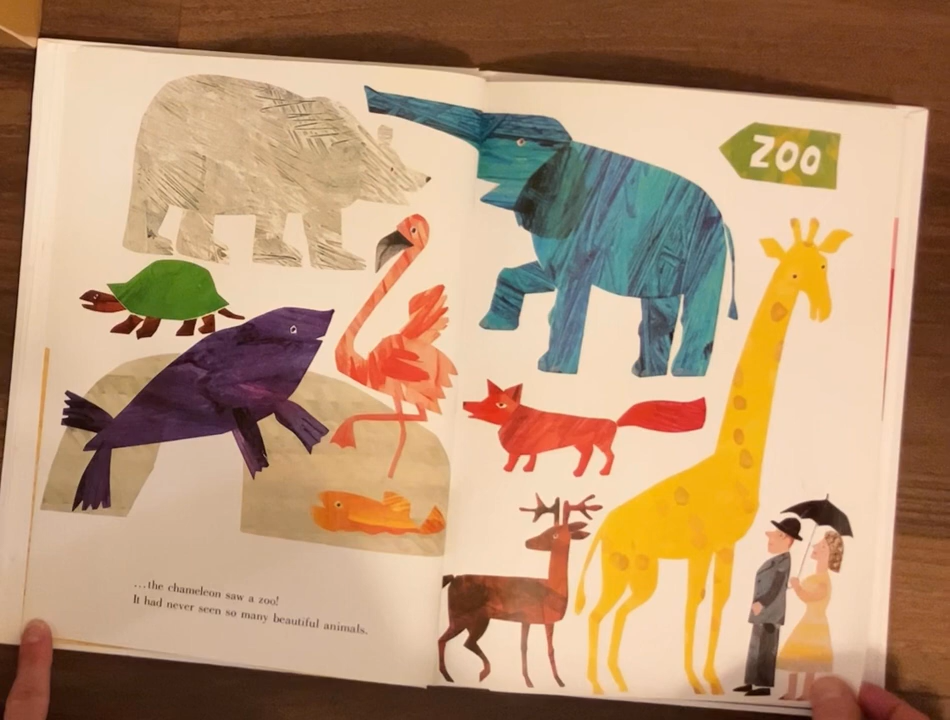 ZOO
...the chameleon saw a zoo!
It had never seen so many beautiful animals.